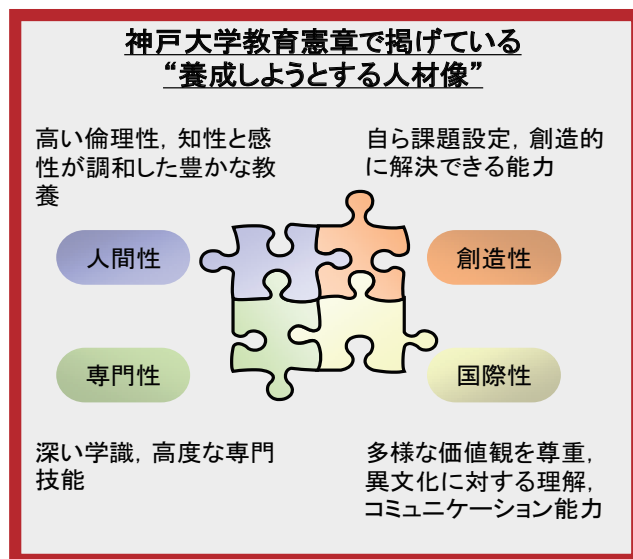 神戸大学教育憲章で掲げている
“養成しようとする人材像”
高い倫理性，知性と感
性が調和した豊かな教
養
自ら課題設定，創造的
に解決できる能力
人間性
創造性
専門性
国際性
深い学識，高度な専門
技能
多様な価値観を尊重，
異文化に対する理解，
コミュニケーション能力